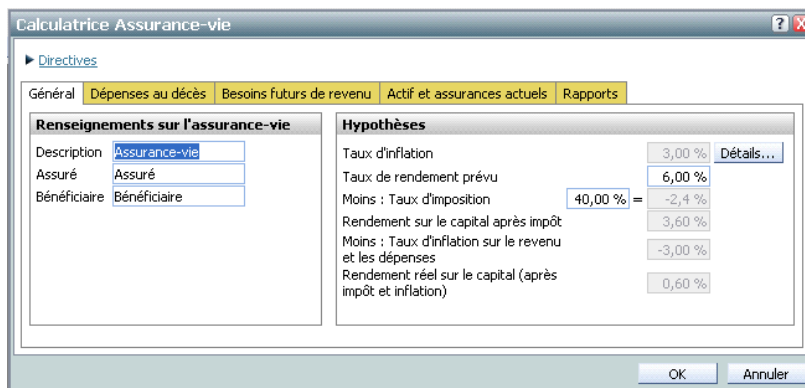 Calculatrice Assurance-vie
? X
Directives
Général Dépenses au décès Besoins futurs de revenu Actif et assurances actuels Rapports
Renseignements sur l'assurance-vie
Description Assurance-vie
Assuré Assuré
Bénéficiaire Bénéficiaire
Hypothèses
Taux d'inflation 3,00 % Détails...
Taux de rendement prévu 6,00 %
Moins : Taux d'imposition 40,00 % = -2,4 %
Rendement sur le capital après impôt 3,60 %
Moins : Taux d'inflation sur le revenu
et les dépenses -3,00 %
Rendement réel sur le capital (après
impôt et inflation) 0,60 %
OK Annuler